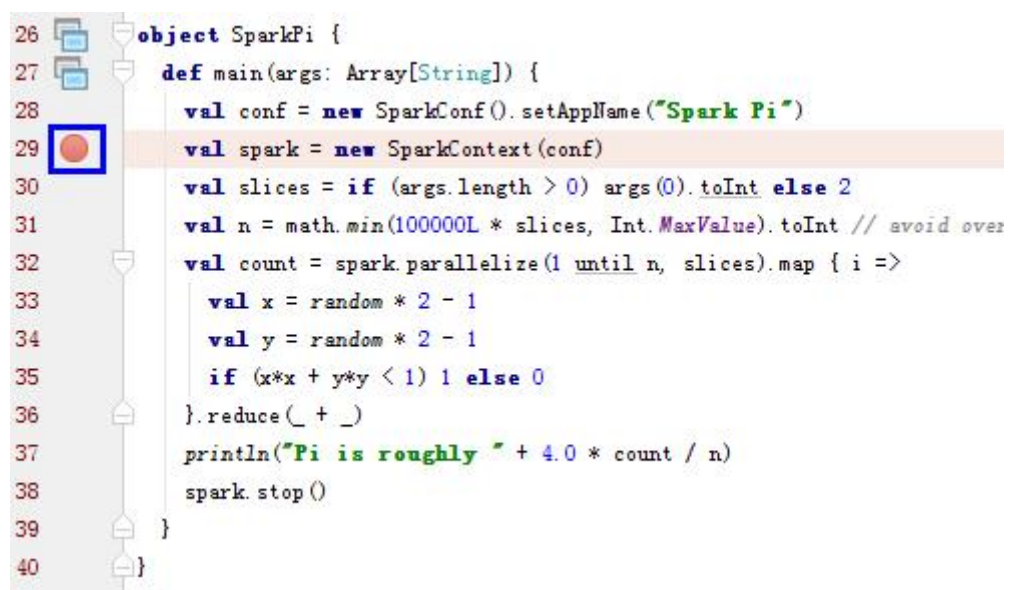 26 object SparkPi {
27 def main(args: Array[String]) {
28 val conf = new SparkConf().setAppName("Spark Pi")
29 val spark = new SparkContext(conf)
30 val slices = if (args.length > 0) args(0).toInt else 2
31 val n = math.min(100000L * slices, Int.MaxValue).toInt // avoid over
32 val count = spark.parallelize(1 until n, slices).map { i =>
33 val x = random * 2 - 1
34 val y = random * 2 - 1
35 if (x*x + y*y < 1) 1 else 0
36 }.reduce(_ + _)
37 println("Pi is roughly " + 4.0 * count / n)
38 spark.stop()
39 }
40 }